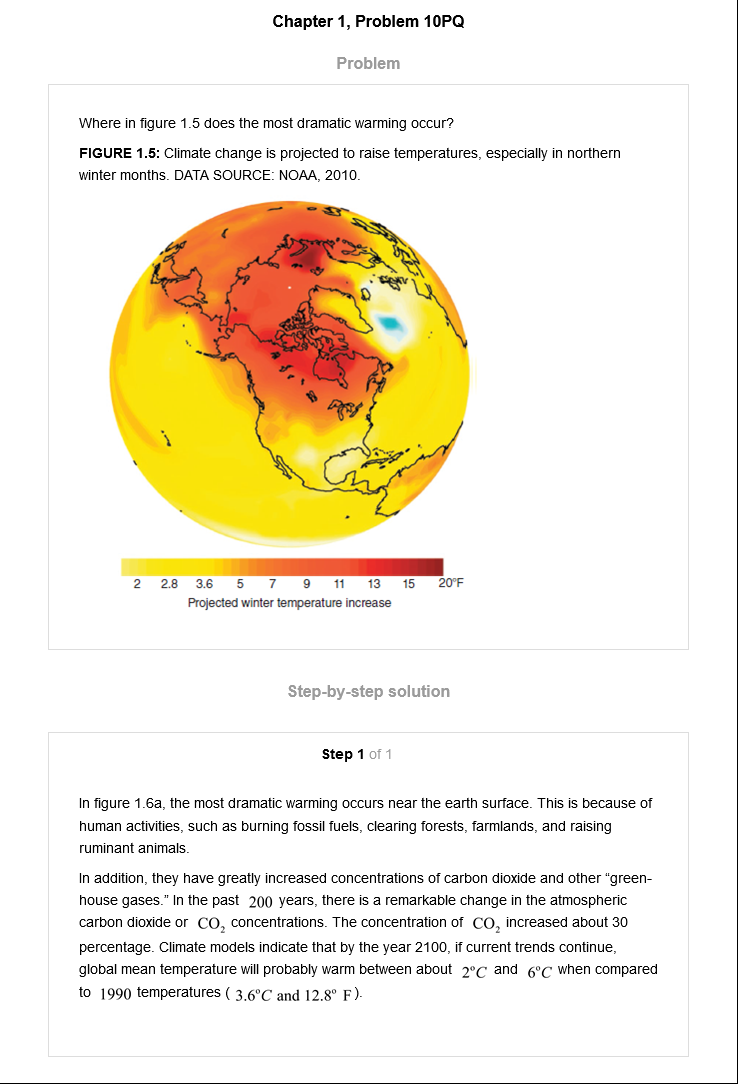 Chapter 1, Problem 10PQ
Problem
Where in figure 1.5 does the most dramatic warming occur?
FIGURE 1.5: Climate change is projected to raise temperatures, especially in northern
winter months. DATA SOURCE: NOAA, 2010.
2 2.8 3.6 5 7 9 11 13 15 20°F
Projected winter temperature increase
Step-by-step solution
Step 1 of 1
In figure 1.6a, the most dramatic warming occurs near the earth surface. This is because of
human activities, such as burning fossil fuels, clearing forests, farmlands, and raising
ruminant animals.
In addition, they have greatly increased concentrations of carbon dioxide and other “green-
house gases.” In the past 200 years, there is a remarkable change in the atmospheric
carbon dioxide or CO₂ concentrations. The concentration of CO₂ increased about 30
percentage. Climate models indicate that by the year 2100, if current trends continue,
global mean temperature will probably warm between about 2°C and 6°C when compared
to 1990 temperatures ( 3.6°C and 12.8° F).